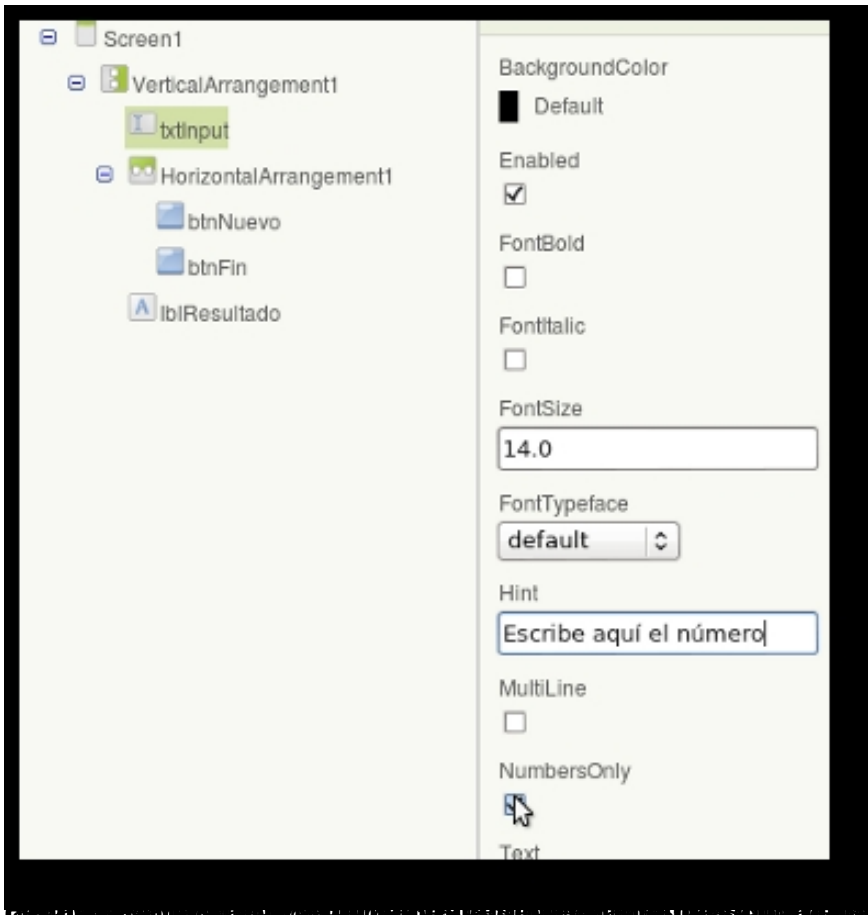 Screen1
VerticalArrangement1
txtInput
HorizontalArrangement1
btnNuevo
btnFin
lblResultado
BackgroundColor
Default
Enabled
FontBold
FontItalic
FontSize
14.0
FontTypeface
default
Hint
Escribe aquí el número
MultiLine
NumbersOnly
Text